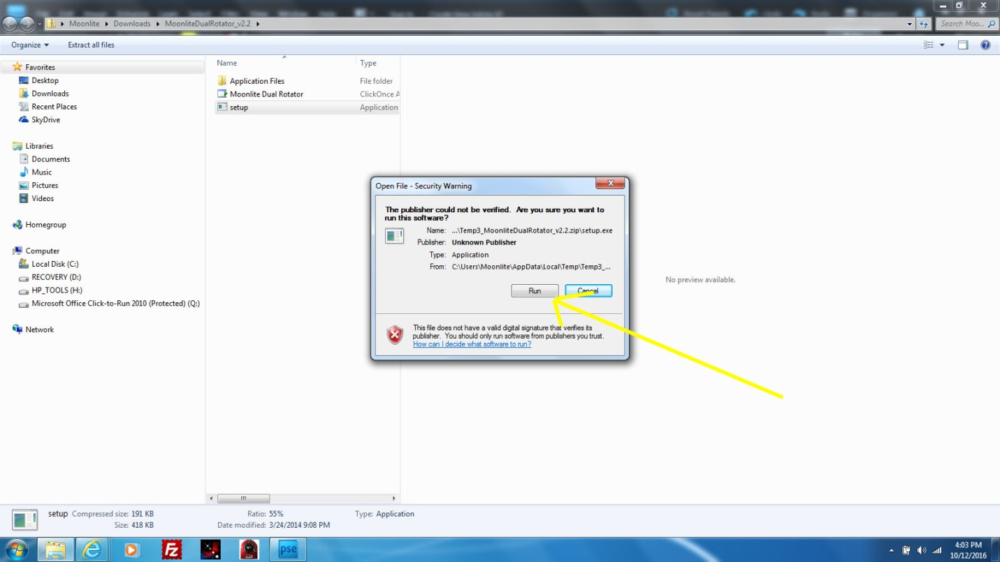 Moonlite ▸ Downloads ▸ MoonliteDualRotator_v2.2 ▸
Search Moo...
Organize ▾ Extract all files
Favorites
Desktop
Downloads
Recent Places
SkyDrive
Libraries
Documents
Music
Pictures
Videos
Homegroup
Computer
Local Disk (C:)
RECOVERY (D:)
HP_TOOLS (H:)
Microsoft Office Click-to-Run 2010 (Protected) (Q:)
Network
Name Type
Application Files File folder
Moonlite Dual Rotator ClickOnce A
setup Application
Open File - Security Warning
The publisher could not be verified. Are you sure you want to
run this software?
Name: ...\Temp3_MoonliteDualRotator_v2.2.zip\setup.exe
Publisher: Unknown Publisher
Type: Application
From: C:\Users\Moonlite\AppData\Local\Temp\Temp3_...
Run Cancel
This file does not have a valid digital signature that verifies its
publisher. You should only run software from publishers you trust.
How can I decide what software to run?
No preview available.
setup Compressed size: 191 KB Ratio: 55% Type: Application
Size: 418 KB Date modified: 3/24/2014 9:08 PM
Fz
pse
4:03 PM
10/12/2016